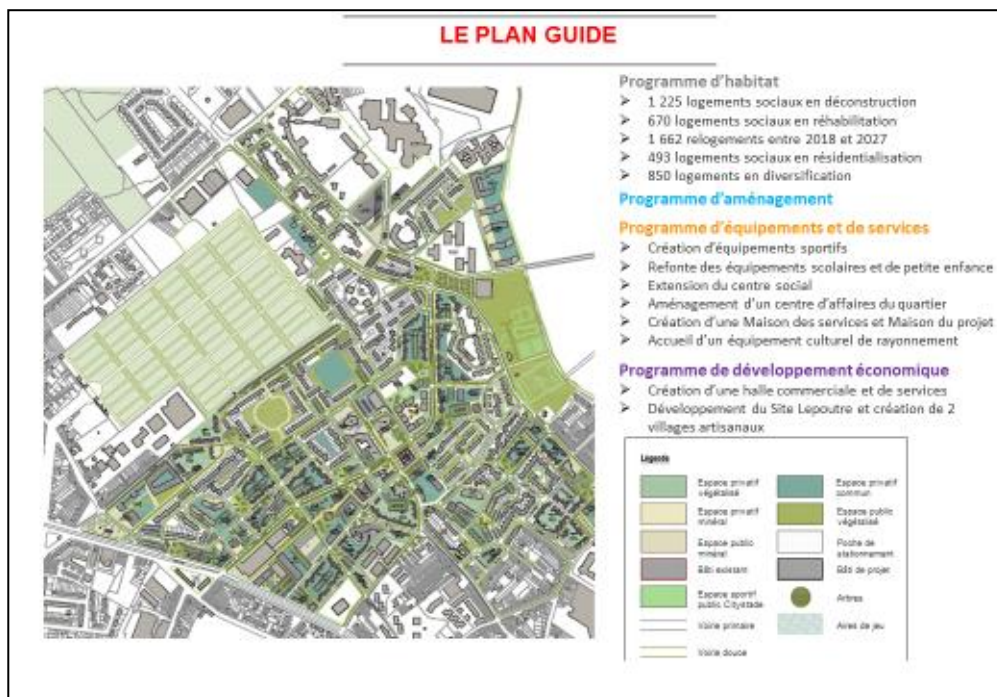 LE PLAN GUIDE
Programme d'habitat
➢ 1 225 logements sociaux en déconstruction
➢ 670 logements sociaux en réhabilitation
➢ 1 662 relogements entre 2018 et 2027
➢ 493 logements sociaux en résidentialisation
➢ 850 logements en diversification
Programme d'aménagement
Programme d'équipements et de services
➢ Création d'équipements sportifs
➢ Refonte des équipements scolaires et de petite enfance
➢ Extension du centre social
➢ Aménagement d'un centre d'affaires du quartier
➢ Création d'une Maison des services et Maison du projet
➢ Accueil d'un équipement culturel de rayonnement
Programme de développement économique
➢ Création d'une halle commerciale et de services
➢ Développement du Site Lepoutre et création de 2
villages artisanaux
Légende
Espace privatif
végétalisé
Espace privatif
commun
Espace privatif
minéral
Espace public
végétalisé
Espace public
minéral
Poche de
stationnement
Bâti existant
Bâti de projet
Espace sportif
public Citystade
Arbres
Voirie primaire
Aires de jeu
Voirie douce